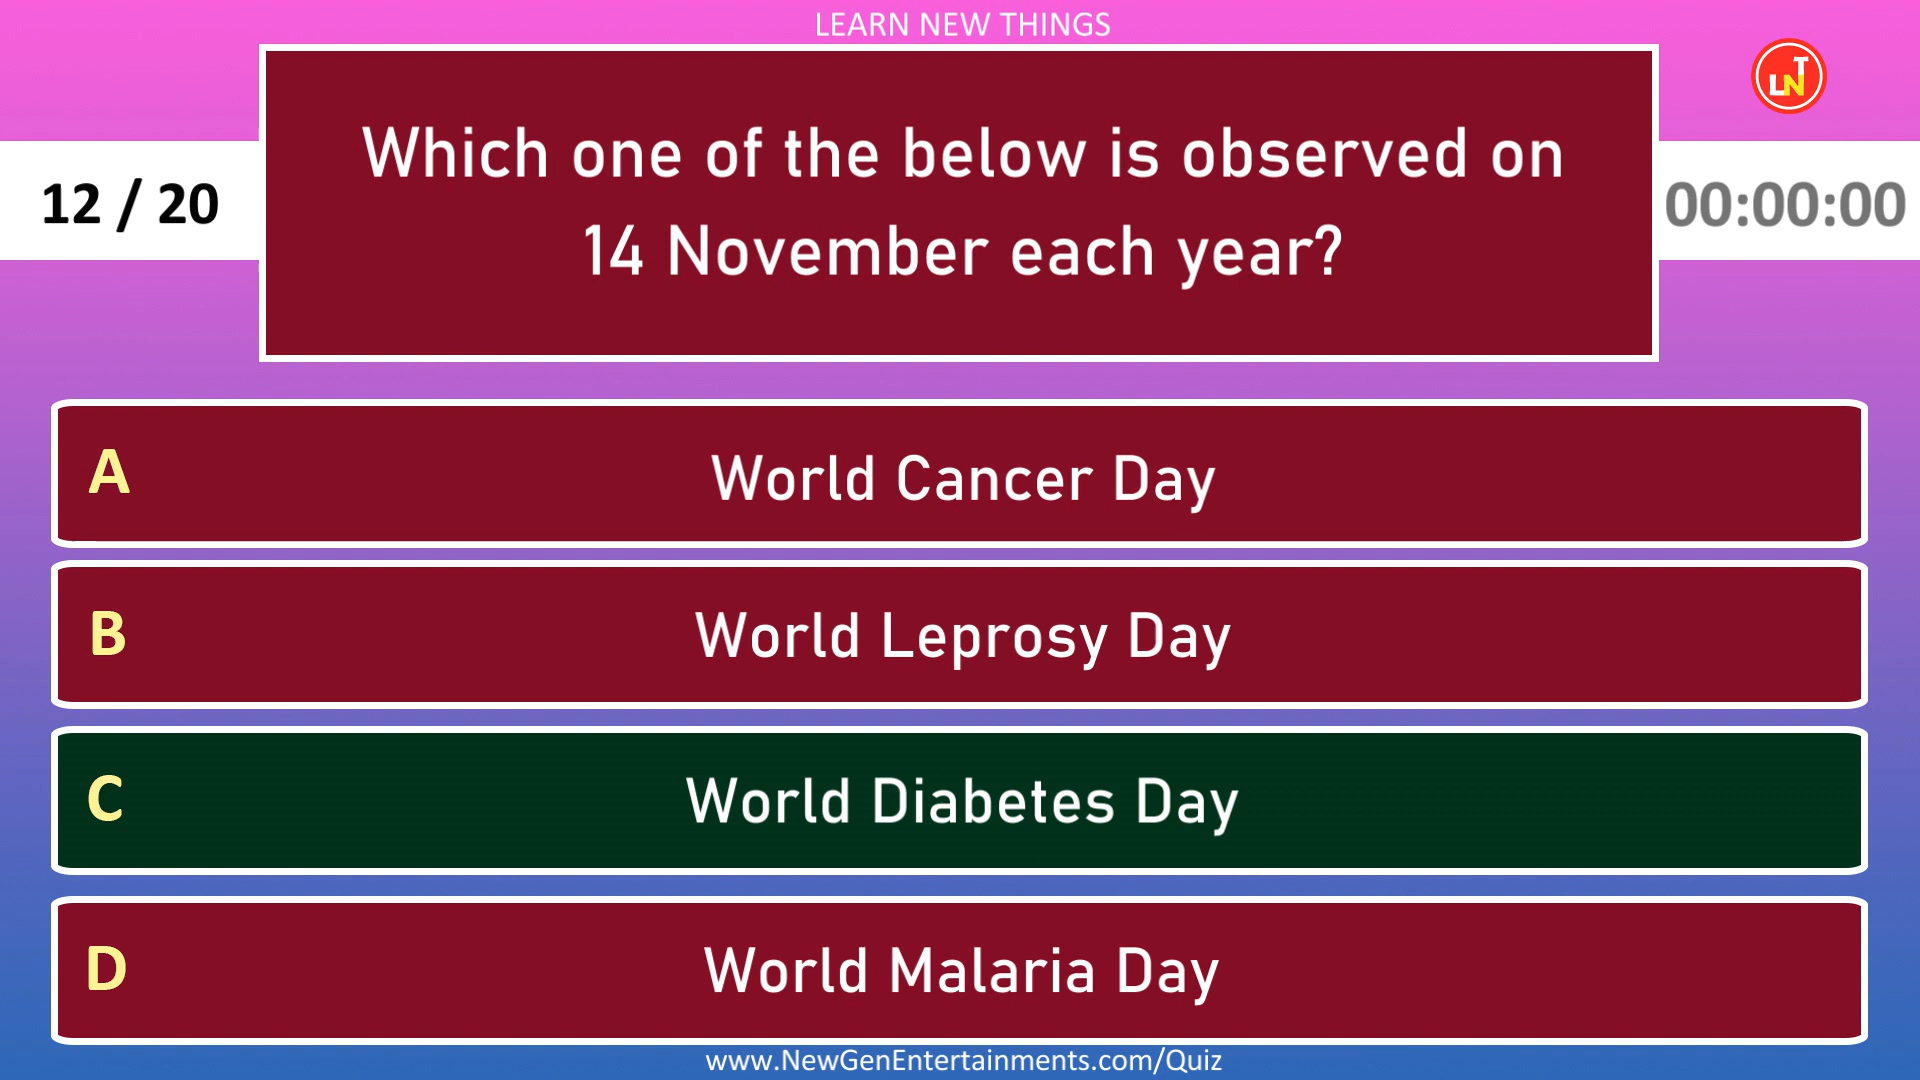 LEARN NEW THINGS
LNT
Which one of the below is observed on
14 November each year?
12 / 20
00:00:00
A World Cancer Day
B World Leprosy Day
C World Diabetes Day
D World Malaria Day
www.NewGenEntertainments.com/Quiz